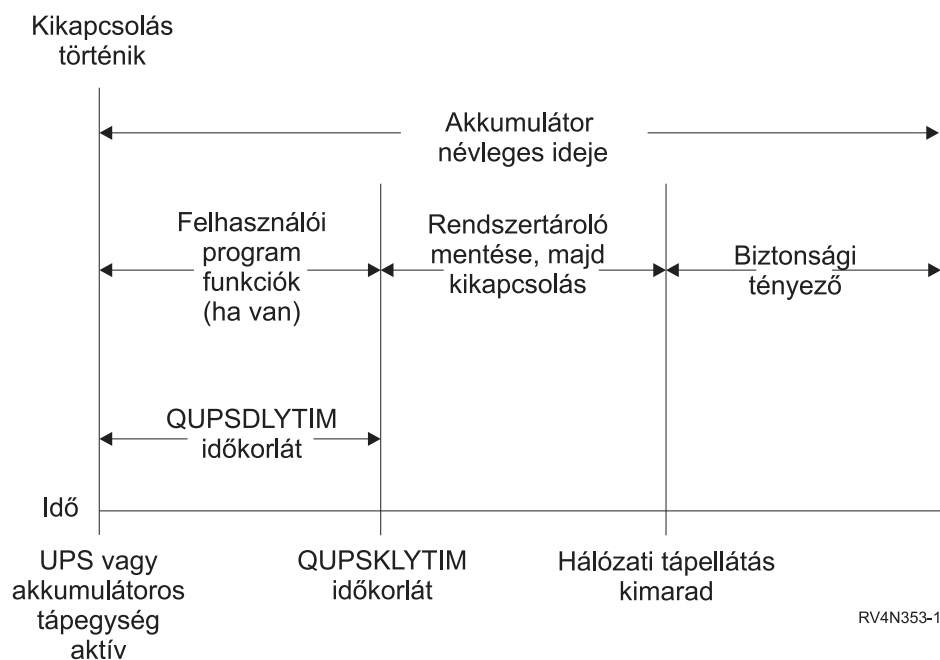 Kikapcsolás
történik
Akkumulátor
névleges ideje
Felhasználói
program
funkciók
(ha van)
Rendszertároló
mentése, majd
kikapcsolás
Biztonsági
tényező
QUPSDLYTIM
időkorlát
Idő
UPS vagy
akkumulátoros
tápegység
aktív
QUPSKLYTIM
időkorlát
Hálózati tápellátás
kimarad
RV4N353-1